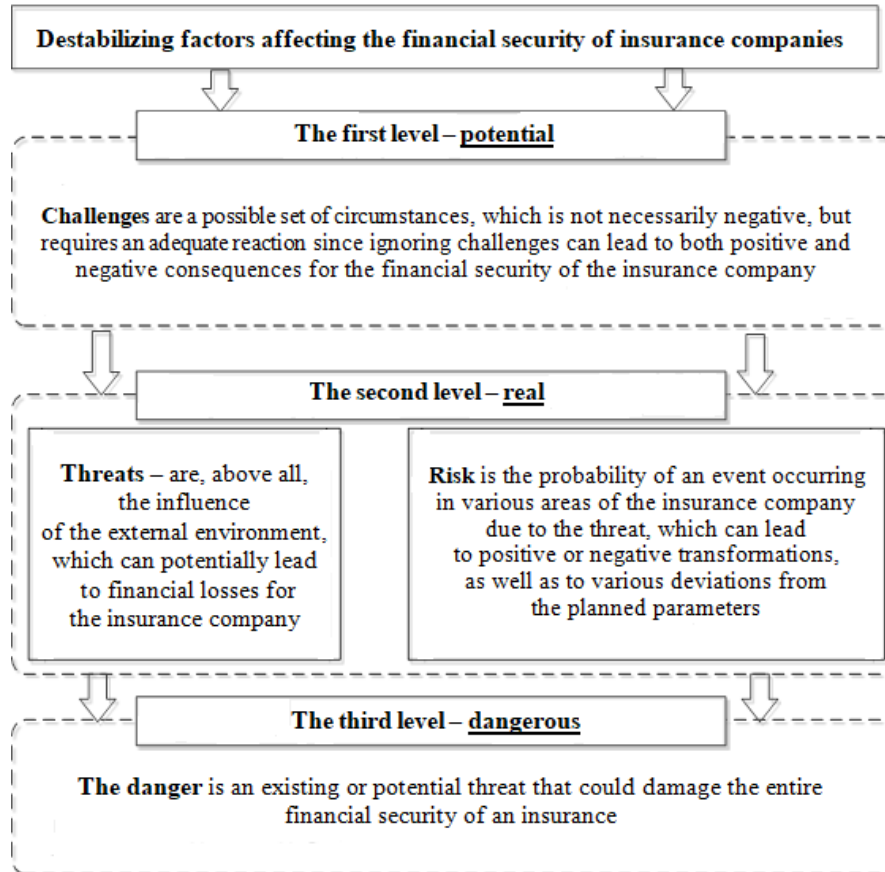 Destabilizing factors affecting the financial security of insurance companies
The first level – potential
Challenges are a possible set of circumstances, which is not necessarily negative, but
requires an adequate reaction since ignoring challenges can lead to both positive and
negative consequences for the financial security of the insurance company
The second level – real
Threats – are, above all,
the influence
of the external environment,
which can potentially lead
to financial losses for
the insurance company
Risk is the probability of an event occurring
in various areas of the insurance company
due to the threat, which can lead
to positive or negative transformations,
as well as to various deviations from
the planned parameters
The third level – dangerous
The danger is an existing or potential threat that could damage the entire
financial security of an insurance